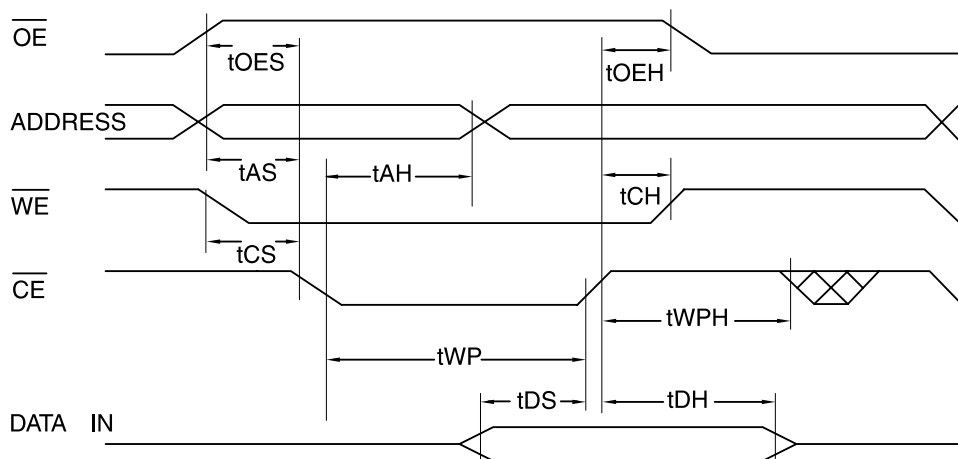 OE
tOES
tOEH
ADDRESS
tAS
tAH
tCH
WE
tCS
CE
tWPH
tWP
tDS
tDH
DATA IN